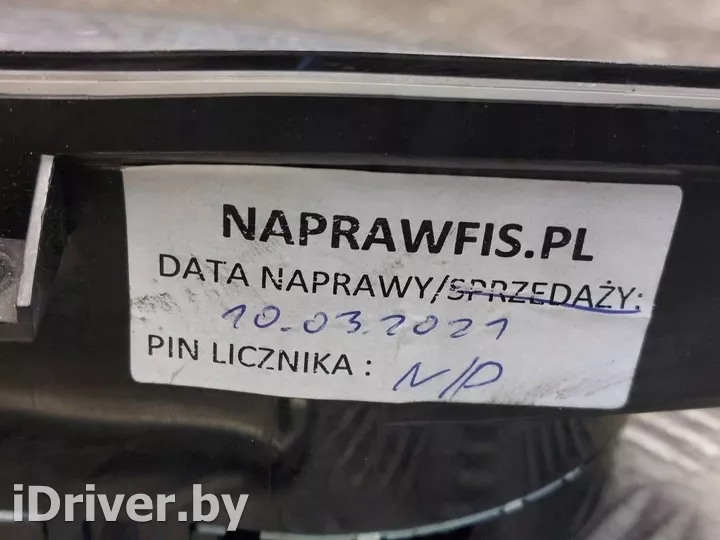 NAPRAWFIS.PL
DATA NAPRAWY/SPRZEDAŻY:
10.03.2021
PIN LICZNIKA : N/P
iDriver.by